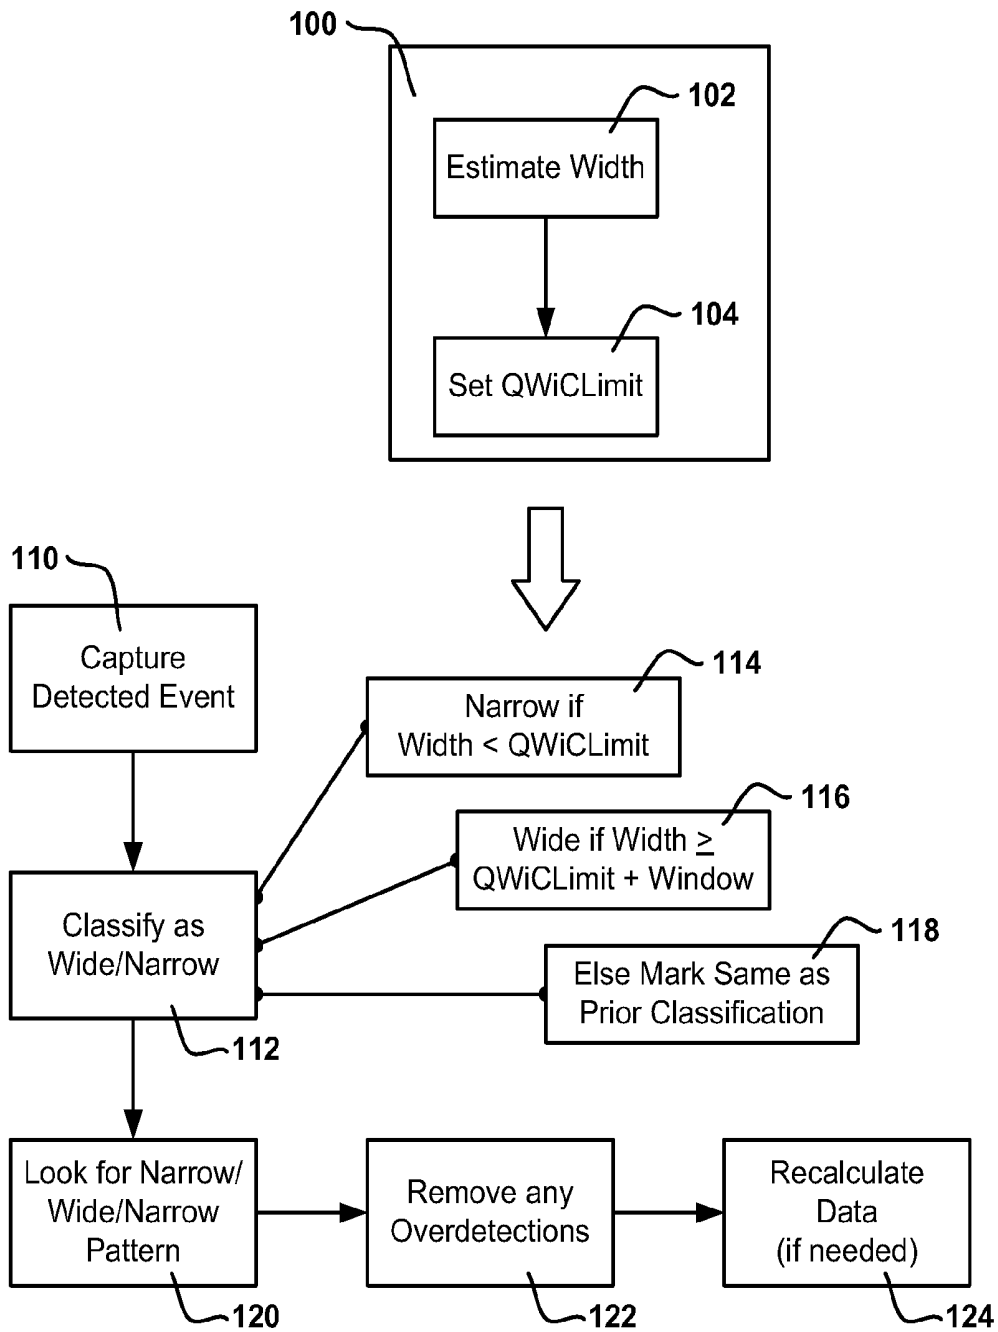 100
102
Estimate Width
104
Set QWiCLimit
110
Capture
Detected Event
114
Narrow if
Width < QWiCLimit
116
Wide if Width ≥
QWiCLimit + Window
Classify as
Wide/Narrow
118
Else Mark Same as
Prior Classification
112
Look for Narrow/
Wide/Narrow
Pattern
Remove any
Overdetections
Recalculate
Data
(if needed)
120
122
124